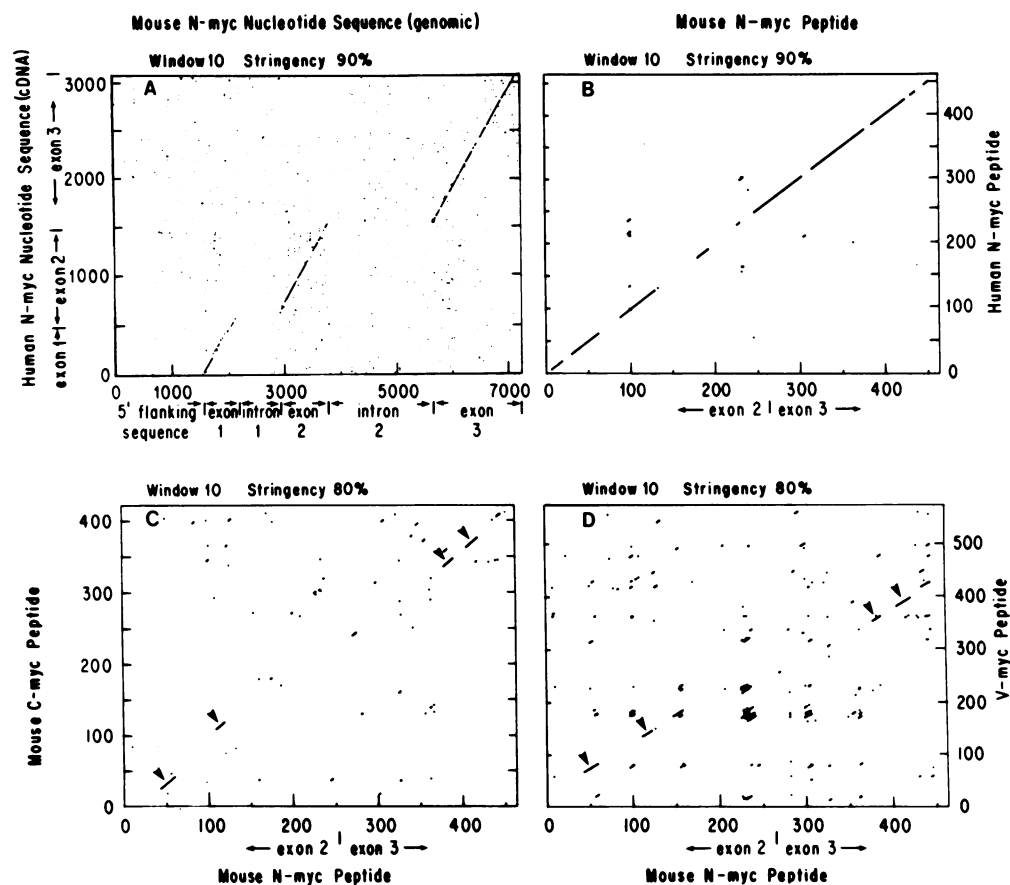 Mouse N-myc Nucleotide Sequence (genomic)
Window 10 Stringency 90%
A
Human N-myc Nucleotide Sequence (cDNA)
exon 1 exon 2 exon 3
3000
2000
1000
0
0 1000 3000 5000 7000
5' flanking exon intron exon intron exon
sequence 1 1 2 2 3
Mouse N-myc Peptide
Window 10 Stringency 90%
B
400
300
200
100
0
Human N-myc Peptide
0 100 200 300 400
← exon 2 | exon 3 →
Window 10 Stringency 80%
C
Mouse C-myc Peptide
400
300
200
100
0
0 100 200 300 400
← exon 2 | exon 3 →
Mouse N-myc Peptide
Window 10 Stringency 80%
D
500
400
300
200
100
0
V-myc Peptide
0 100 200 300 400
← exon 2 | exon 3 →
Mouse N-myc Peptide